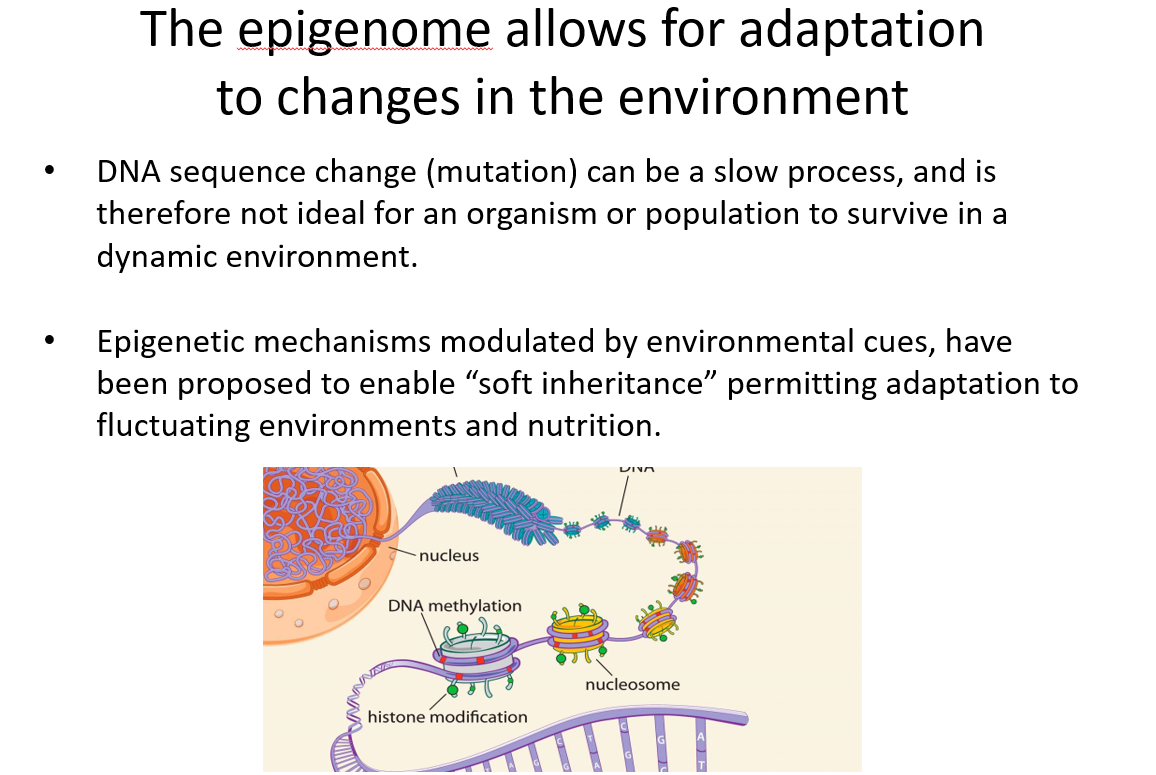 The epigenome allows for adaptation
to changes in the environment
• DNA sequence change (mutation) can be a slow process, and is
therefore not ideal for an organism or population to survive in a
dynamic environment.
• Epigenetic mechanisms modulated by environmental cues, have
been proposed to enable “soft inheritance” permitting adaptation to
fluctuating environments and nutrition.
DNA
nucleus
DNA methylation
nucleosome
histone modification
A G C G T A C G G C A T